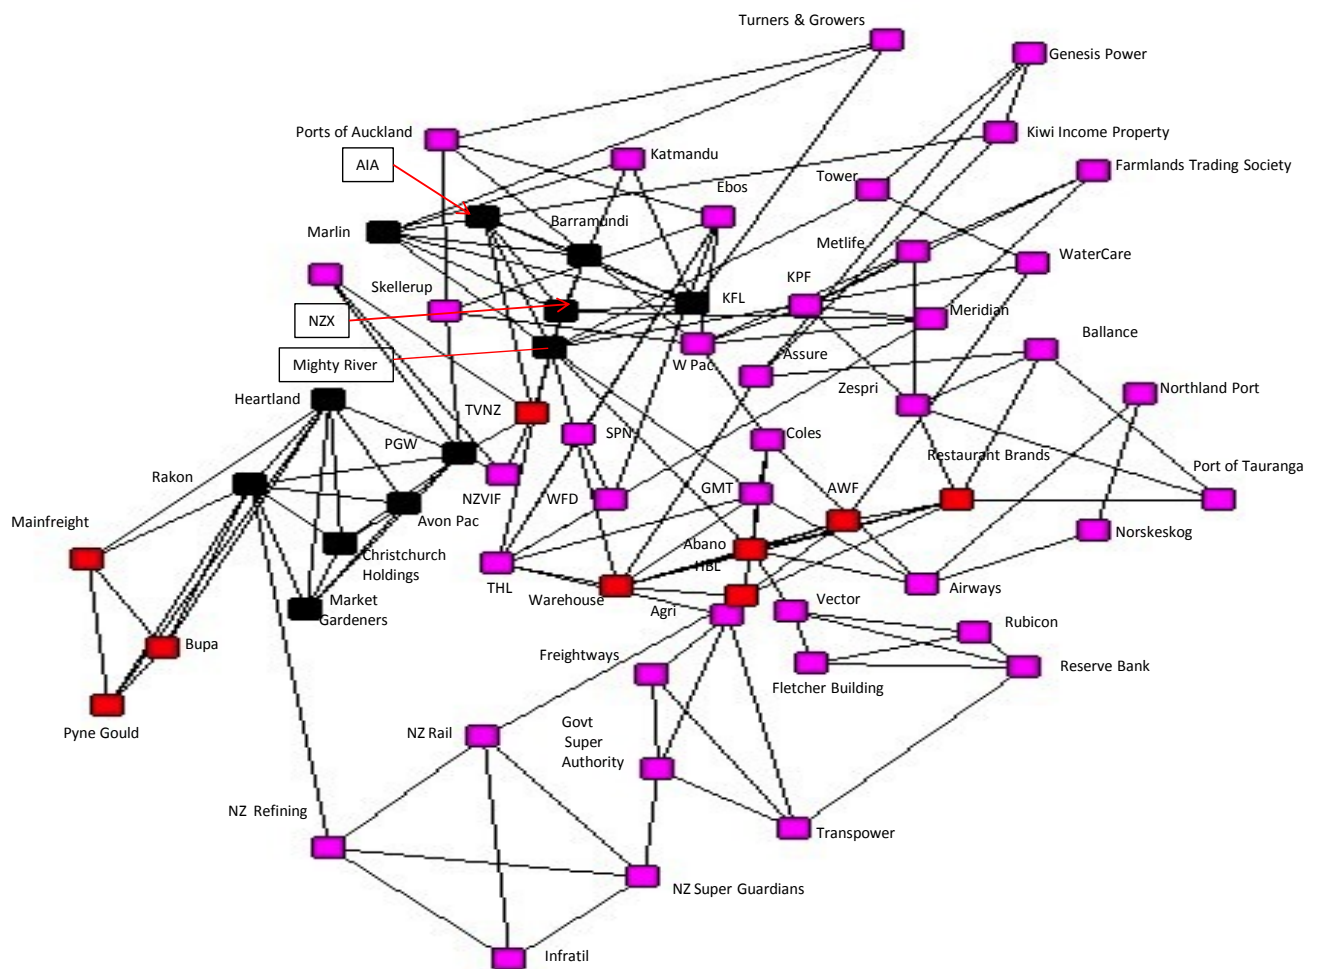 Turners & Growers
Genesis Power
Ports of Auckland
Kiwi Income Property
AIA
Katmandu
Farmlands Trading Society
Tower
Ebos
Marlin
Barramundi
Metlife
WaterCare
Skellerup
KPF
KFL
NZX
Meridian
Mighty River
W Pac
Assure
Ballance
Zespri
Northland Port
Heartland
TVNZ
PGW
SPN
Coles
Restaurant Brands
Port of Tauranga
Rakon
NZVIF
WFD
GMT
AWF
Mainfreight
Avon Pac
Norskeskog
Abano
Christchurch
Holdings
HBL
THL
Warehouse
Airways
Market
Gardeners
Agri
Vector
Rubicon
Bupa
Freightways
Reserve Bank
Fletcher Building
Pyne Gould
NZ Rail
Govt
Super
Authority
NZ Refining
Transpower
NZ Super Guardians
Infratil